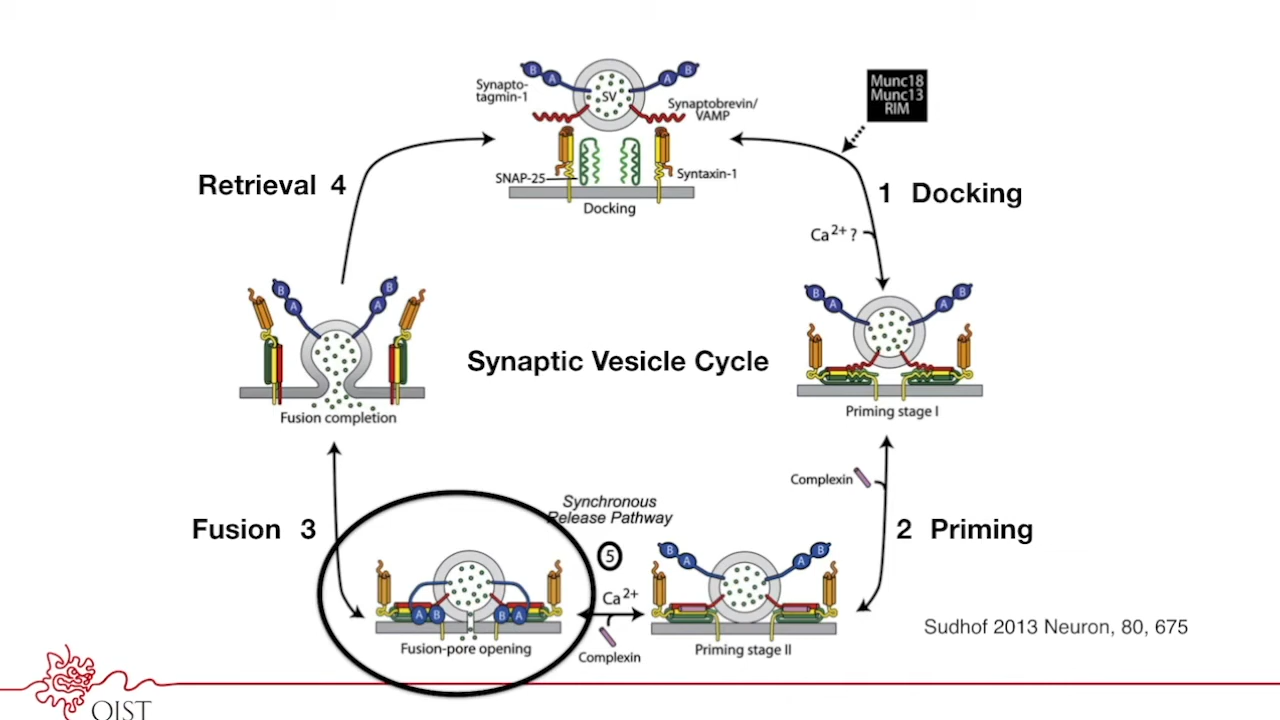 B
A
SV
A
B
Synapto-
tagmin-1
Synaptobrevin/
VAMP
Munc18
Munc13
RIM
SNAP-25
Syntaxin-1
Docking
Retrieval 4
1 Docking
Ca2+ ?
B
A
A
B
Fusion completion
Synaptic Vesicle Cycle
B
A
A
B
Priming stage I
Complexin
Fusion 3
Synchronous
Release Pathway
5
2 Priming
Ca2+
Complexin
A B
B A
Fusion-pore opening
B
A
A
B
Priming stage II
Sudhof 2013 Neuron, 80, 675
OIST